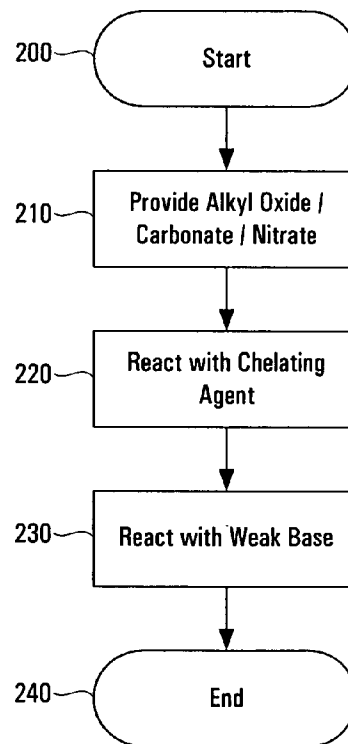 200
Start
210
Provide Alkyl Oxide /
Carbonate / Nitrate
220
React with Chelating
Agent
230
React with Weak Base
240
End